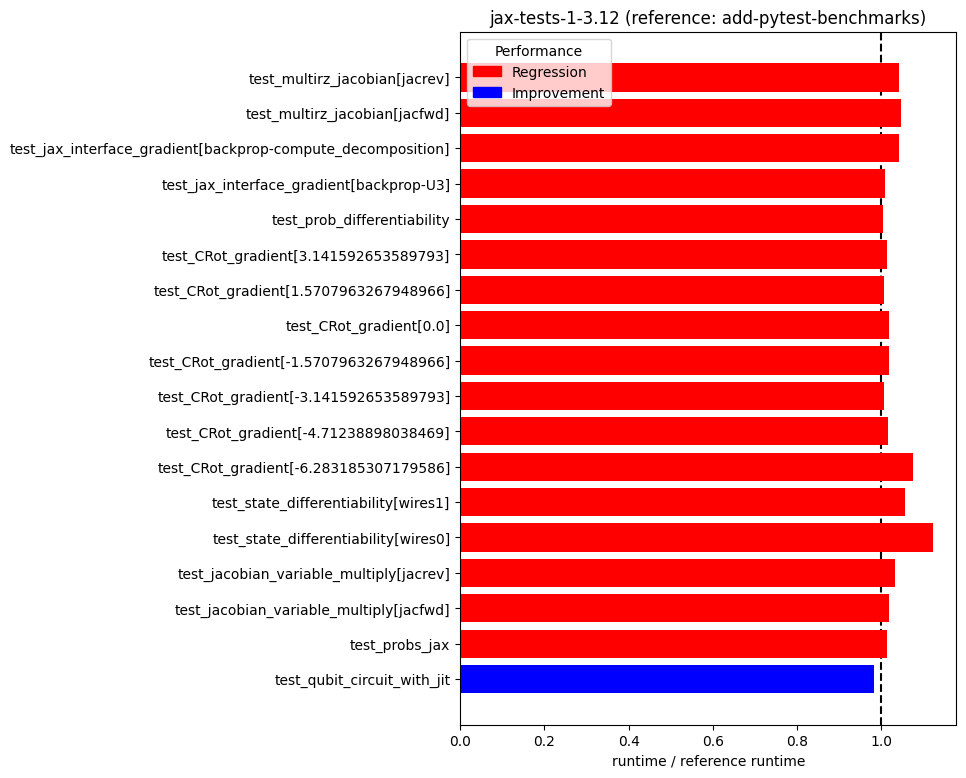 jax-tests-1-3.12 (reference: add-pytest-benchmarks)
Performance
Regression
Improvement
test_multirz_jacobian[jacrev]
test_multirz_jacobian[jacfwd]
test_jax_interface_gradient[backprop-compute_decomposition]
test_jax_interface_gradient[backprop-U3]
test_prob_differentiability
test_CRot_gradient[3.141592653589793]
test_CRot_gradient[1.5707963267948966]
test_CRot_gradient[0.0]
test_CRot_gradient[-1.5707963267948966]
test_CRot_gradient[-3.141592653589793]
test_CRot_gradient[-4.71238898038469]
test_CRot_gradient[-6.283185307179586]
test_state_differentiability[wires1]
test_state_differentiability[wires0]
test_jacobian_variable_multiply[jacrev]
test_jacobian_variable_multiply[jacfwd]
test_probs_jax
test_qubit_circuit_with_jit
0.0 0.2 0.4 0.6 0.8 1.0
runtime / reference runtime